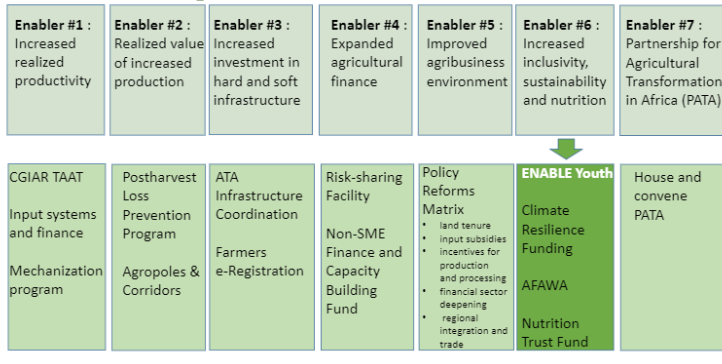 Enabler #1 :
Increased
realized
productivity
Enabler #2 :
Realized value
of increased
production
Enabler #3 :
Increased
investment in
hard and soft
infrastructure
Enabler #4 :
Expanded
agricultural
finance
Enabler #5 :
Improved
agribusiness
environment
Enabler #6 :
Increased
inclusivity,
sustainability
and nutrition
Enabler #7 :
Partnership for
Agricultural
Transformation
in Africa (PATA)
CGIAR TAAT
Input systems
and finance
Mechanization
program
Postharvest
Loss
Prevention
Program
Agropoles &
Corridors
ATA
Infrastructure
Coordination
Farmers
e-Registration
Risk-sharing
Facility
Non-SME
Finance and
Capacity
Building
Fund
Policy
Reforms
Matrix
• land tenure
• input subsidies
• incentives for
production
and processing
• financial sector
deepening
• regional
integration and
trade
ENABLE Youth
Climate
Resilience
Funding
AFAWA
Nutrition
Trust Fund
House and
convene
PATA